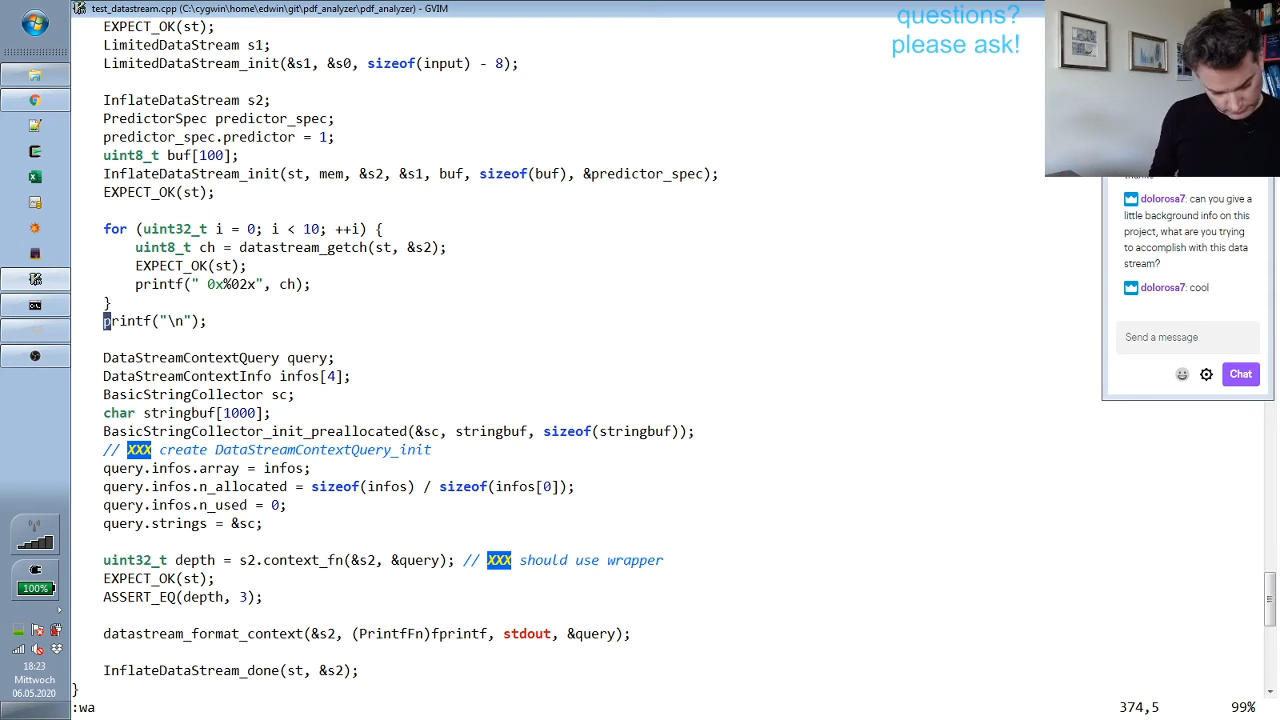 test_datastream.cpp (C:\cygwin\home\edwin\git\pdf_analyzer\pdf_analyzer) - GVIM
questions?
please ask!
EXPECT_OK(st);
LimitedDataStream s1;
LimitedDataStream_init(&s1, &s0, sizeof(input) - 8);
InflateDataStream s2;
PredictorSpec predictor_spec;
predictor_spec.predictor = 1;
uint8_t buf[100];
InflateDataStream_init(st, mem, &s2, &s1, buf, sizeof(buf), &predictor_spec);
EXPECT_OK(st);
for (uint32_t i = 0; i < 10; ++i) {
uint8_t ch = datastream_getch(st, &s2);
EXPECT_OK(st);
printf(" 0x%02x", ch);
}
printf("\n");
DataStreamContextQuery query;
DataStreamContextInfo infos[4];
BasicStringCollector sc;
char stringbuf[1000];
BasicStringCollector_init_preallocated(&sc, stringbuf, sizeof(stringbuf));
// XXX create DataStreamContextQuery_init
query.infos.array = infos;
query.infos.n_allocated = sizeof(infos) / sizeof(infos[0]);
query.infos.n_used = 0;
query.strings = &sc;
uint32_t depth = s2.context_fn(&s2, &query); // XXX should use wrapper
EXPECT_OK(st);
ASSERT_EQ(depth, 3);
datastream_format_context(&s2, (PrintfFn)fprintf, stdout, &query);
InflateDataStream_done(st, &s2);
}
:wa
374,5 99%
dolorosa7: can you give a
little background info on this
project, what are you trying
to accomplish with this data
stream?
dolorosa7: cool
Send a message
Chat
100%
18:23
Mittwoch
06.05.2020